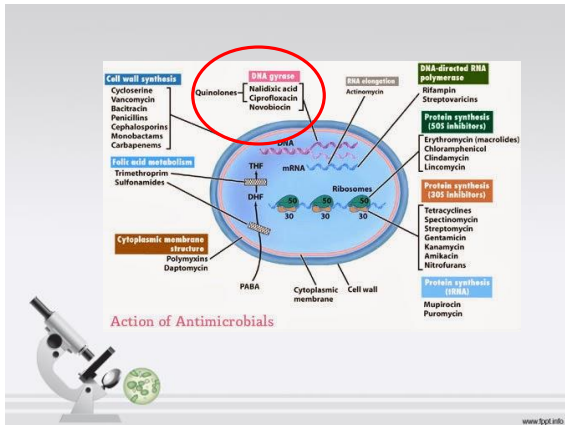 Cell wall synthesis
Cycloserine
Vancomycin
Bacitracin
Penicillins
Cephalosporins
Monobactams
Carbapenems
DNA gyrase
Quinolones
Nalidixic acid
Ciprofloxacin
Novobiocin
RNA elongation
Actinomycin
DNA-directed RNA
polymerase
Rifampin
Streptovaricins
Protein synthesis
(50S inhibitors)
Erythromycin (macrolides)
Chloramphenicol
Clindamycin
Lincomycin
Folic acid metabolism
Trimethroprim
Sulfonamides
DNA
THF
mRNA
DHF
Ribosomes
50 50 50
30 30 30
Protein synthesis
(30S inhibitors)
Tetracyclines
Spectinomycin
Streptomycin
Gentamicin
Kanamycin
Amikacin
Nitrofurans
Cytoplasmic membrane
structure
Polymyxins
Daptomycin
PABA
Cytoplasmic
membrane
Cell wall
Protein synthesis
(tRNA)
Mupirocin
Puromycin
Action of Antimicrobials
www.fppt.info